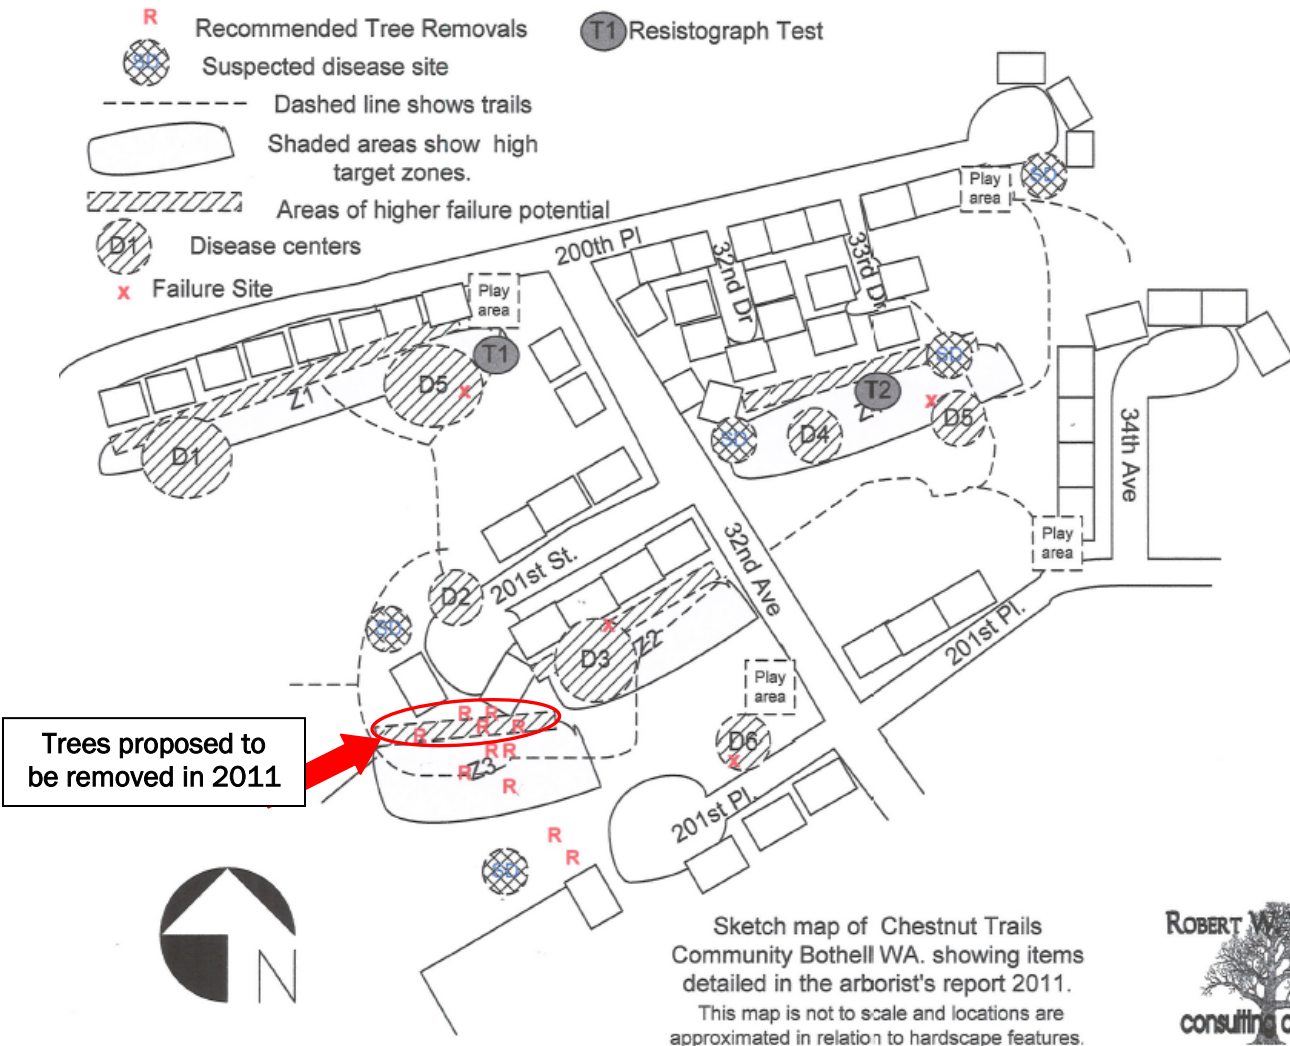 R
Recommended Tree Removals
T1 Resistograph Test
SD
Suspected disease site
Dashed line shows trails
Shaded areas show high
target zones.
Areas of higher failure potential
D1
Disease centers
x
Failure Site
200th Pl
32nd Dr
33rd Dr
Play
area
SD
Play
area
T1
D5
x
Z1
D1
SD
T2
x
D5
D4
SD
34th Ave
Play
area
32nd Ave
201st St.
D2
SD
x
D3
Z2
201st Pl.
Play
area
R
R
R
R
R
Trees proposed to
be removed in 2011
R
R
R
Z3
R
D6
x
201st Pl.
R
R
SD
N
Sketch map of Chestnut Trails
Community Bothell WA. showing items
detailed in the arborist's report 2011.
This map is not to scale and locations are
approximated in relation to hardscape features.
ROBERT W.
consulting